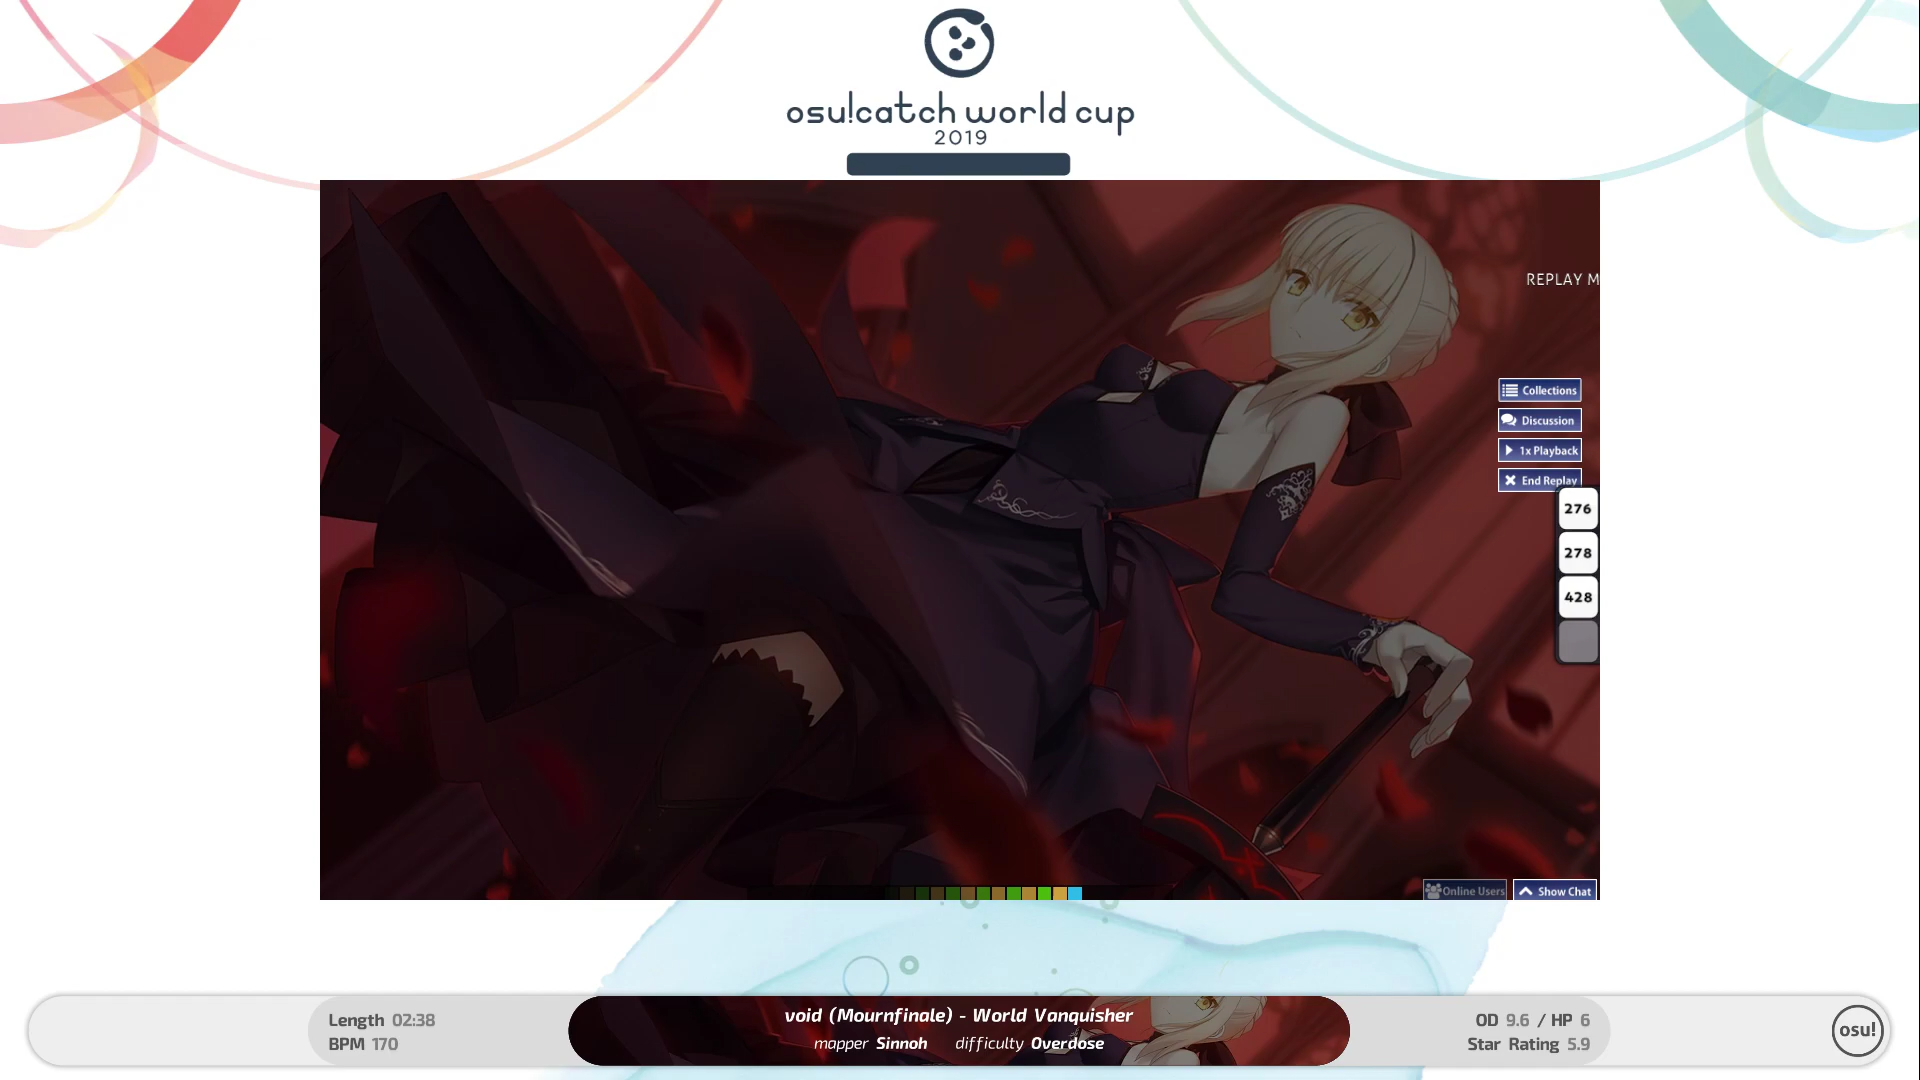 osu!catch world cup
2019
REPLAY M
Collections
Discussion
1x Playback
End Replay
276
278
428
Online Users
Show Chat
Length 02:38
BPM 170
void (Mournfinale) - World Vanquisher
mapper Sinnoh difficulty Overdose
OD 9.6 / HP 6
Star Rating 5.9
osu!